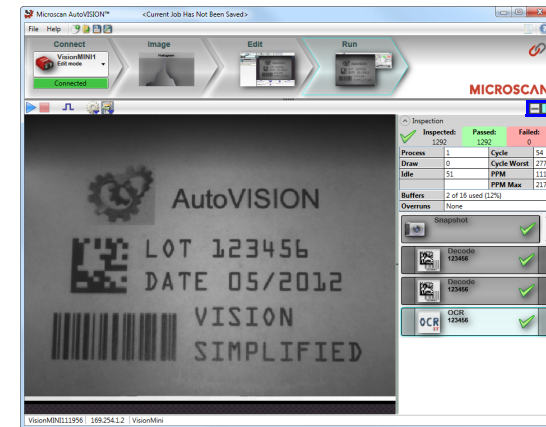 Microscan AutoVISION™ <Current Job Has Not Been Saved>
File Help
Connect Image Edit Run
VisionMINI1
Edit mode
Connected
MICROSCAN
Inspection
Inspected: Passed: Failed:
1292 1292 0
Process 1 Cycle 54
Draw 0 Cycle Worst 277
Idle 51 PPM 111
PPM Max 217
Buffers 2 of 16 used (12%)
Overruns None
Snapshot
Decode
123456
Decode
123456
OCR
OCR
123456
AutoVISION
LOT 123456
DATE 05/2012
VISION
SIMPLIFIED
VisionMINI111956 169.254.1.2 VisionMini